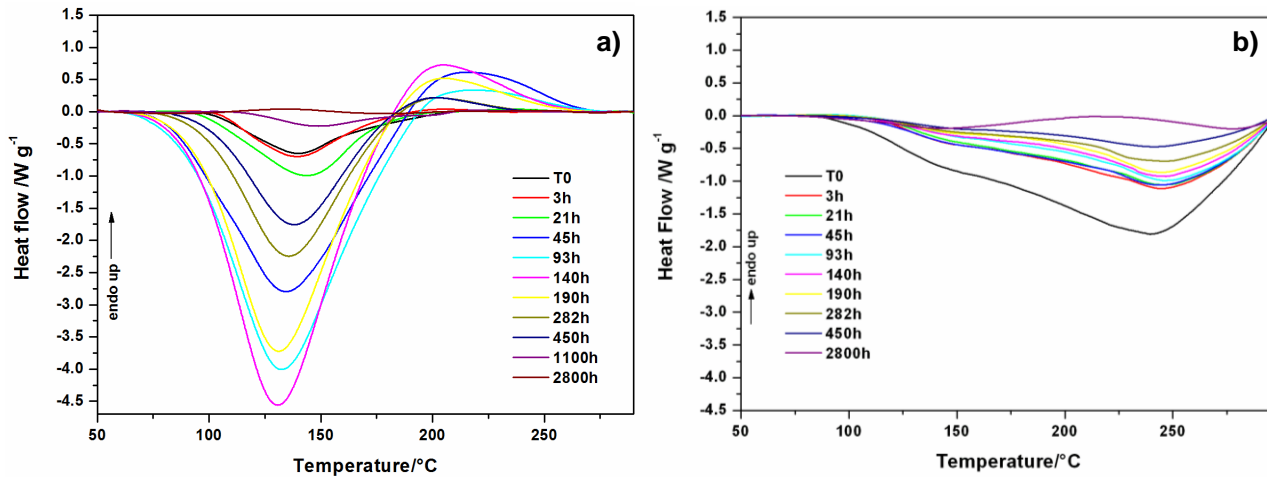 a)
1.5
1.0
0.5
0.0
-0.5
-1.0
-1.5
-2.0
-2.5
-3.0
-3.5
-4.0
-4.5
Heat flow /W g-1
endo up
T0
3h
21h
45h
93h
140h
190h
282h
450h
1100h
2800h
50 100 150 200 250
Temperature/°C
b)
1.5
1.0
0.5
0.0
-0.5
-1.0
-1.5
-2.0
-2.5
-3.0
-3.5
-4.0
-4.5
Heat Flow /W g-1
endo up
T0
3h
21h
45h
93h
140h
190h
282h
450h
2800h
50 100 150 200 250
Temperature/°C